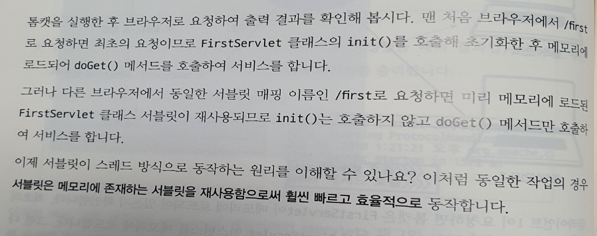 톰캣을 실행한 후 브라우저로 요청하여 출력 결과를 확인해 봅시다. 맨 처음 브라우저에서 /first
로 요청하면 최초의 요청이므로 FirstServlet 클래스의 init()를 호출해 초기화한 후 메모리에
로드되어 doGet() 메서드를 호출하여 서비스를 합니다.
그러나 다른 브라우저에서 동일한 서블릿 매핑 이름인 /first로 요청하면 미리 메모리에 로드된
FirstServlet 클래스 서블릿이 재사용되므로 init()는 호출하지 않고 doGet() 메서드만 호출하
여 서비스를 합니다.
이제 서블릿이 스레드 방식으로 동작하는 원리를 이해할 수 있나요? 이처럼 동일한 작업의 경우
서블릿은 메모리에 존재하는 서블릿을 재사용함으로써 훨씬 빠르고 효율적으로 동작합니다.